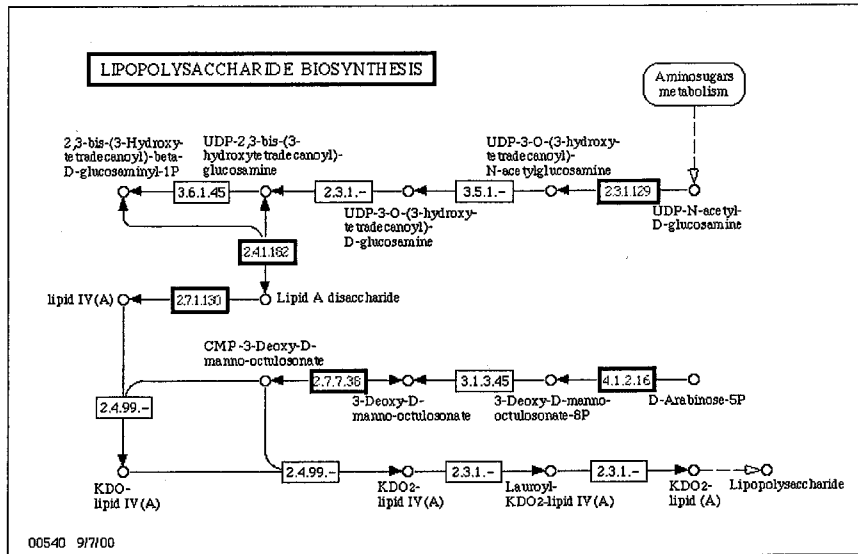 LIPOPOLYSACCHARIDE BIOSYNTHESIS
Aminosugars
metabolism
2,3-bis-(3-Hydroxy-
tetradecanoyl)-beta-
D-glucosaminyl-1P
UDP-2,3-bis-(3-
hydroxytetradecanoyl)-
glucosamine
UDP-3-O-(3-hydroxy-
tetradecanoyl)-
N-acetylglucosamine
3.6.1.45
2.3.1.-
3.5.1.-
2.3.1.129
UDP-3-O-(3-hydroxy-
tetradecanoyl)-
D-glucosamine
UDP-N-acetyl-
D-glucosamine
2.4.1.182
lipid IV(A)
2.7.1.130
Lipid A disaccharide
CMP-3-Deoxy-D-
manno-octulosonate
2.7.7.38
3.1.3.45
4.1.2.16
3-Deoxy-D-
manno-octulosonate
3-Deoxy-D-manno-
octulosonate-8P
D-Arabinose-5P
2.4.99.-
2.4.99.-
2.3.1.-
2.3.1.-
KDO-
lipid IV(A)
KDO2-
lipid IV(A)
Lauroyl-
KDO2-lipid IV(A)
KDO2-
lipid (A)
Lipopolysaccharide
00540 9/7/00